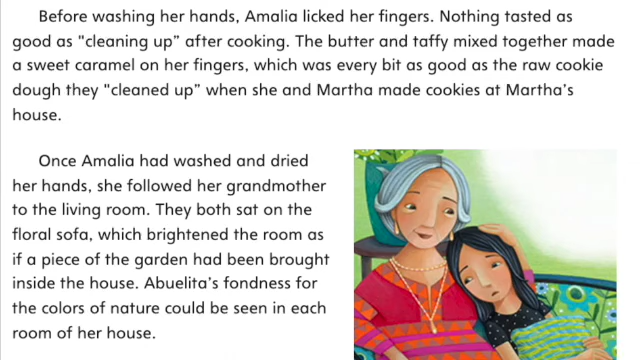 Before washing her hands, Amalia licked her fingers. Nothing tasted as
good as "cleaning up” after cooking. The butter and taffy mixed together made
a sweet caramel on her fingers, which was every bit as good as the raw cookie
dough they "cleaned up” when she and Martha made cookies at Martha’s
house.
Once Amalia had washed and dried
her hands, she followed her grandmother
to the living room. They both sat on the
floral sofa, which brightened the room as
if a piece of the garden had been brought
inside the house. Abuelita’s fondness for
the colors of nature could be seen in each
room of her house.